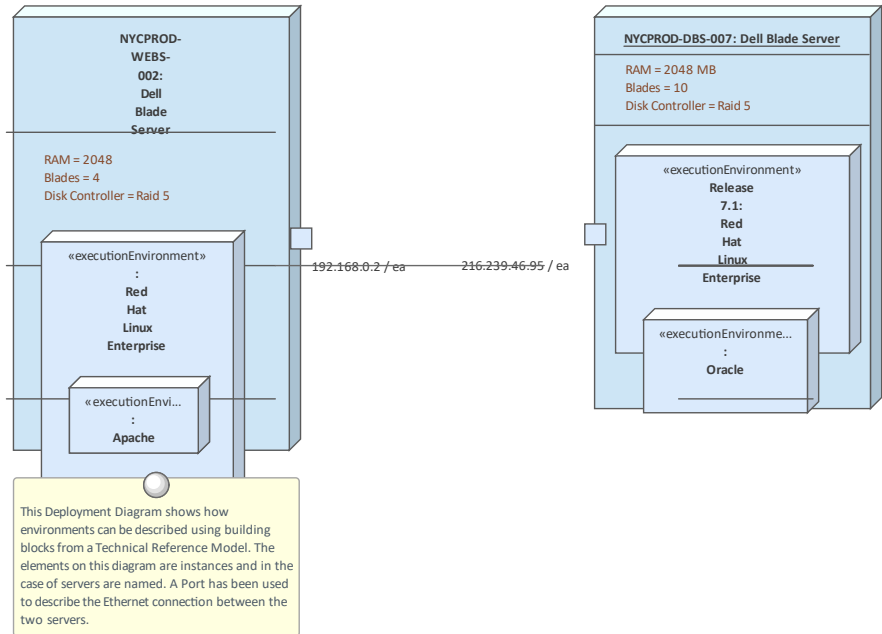 NYCPROD-
WEBS-
002:
Dell
Blade
Server
RAM = 2048
Blades = 4
Disk Controller = Raid 5
«executionEnvironment»
:
Red
Hat
Linux
Enterprise
«executionEnvi...
:
Apache
192.168.0.2 / ea
216.239.46.95 / ea
NYCPROD-DBS-007: Dell Blade Server
RAM = 2048 MB
Blades = 10
Disk Controller = Raid 5
«executionEnvironment»
Release
7.1:
Red
Hat
Linux
Enterprise
«executionEnvironme...
:
Oracle
This Deployment Diagram shows how
environments can be described using building
blocks from a Technical Reference Model. The
elements on this diagram are instances and in the
case of servers are named. A Port has been used
to describe the Ethernet connection between the
two servers.